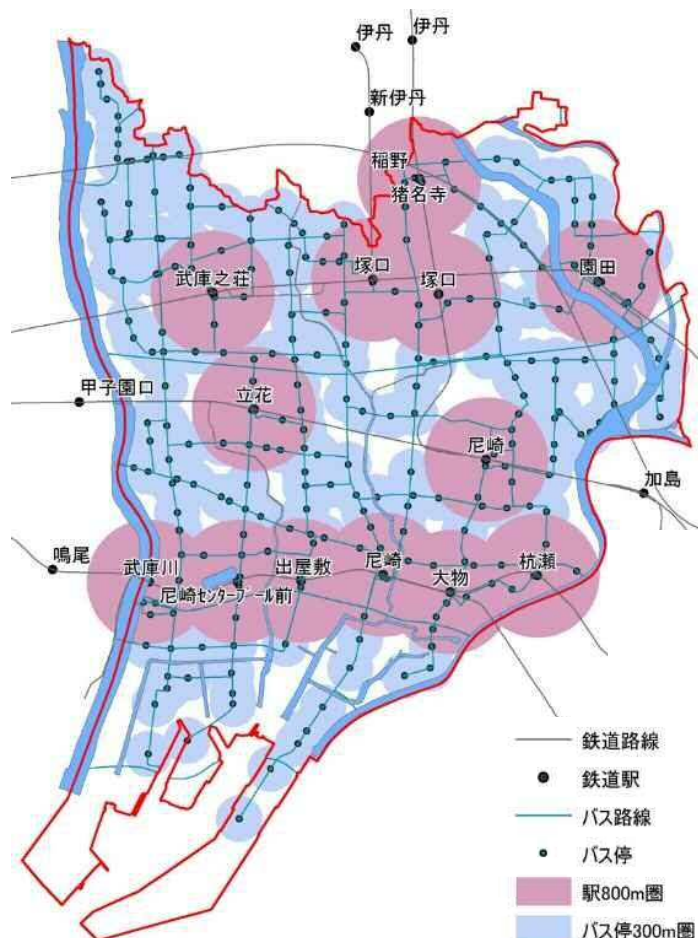 伊丹
伊丹
新伊丹
稲野
猪名寺
武庫之荘
塚口
塚口
園田
甲子園口
立花
尼崎
加島
鳴尾
武庫川
尼崎センタープール前
出屋敷
尼崎
大物
杭瀬
鉄道路線
鉄道駅
バス路線
バス停
駅800m圏
バス停300m圏